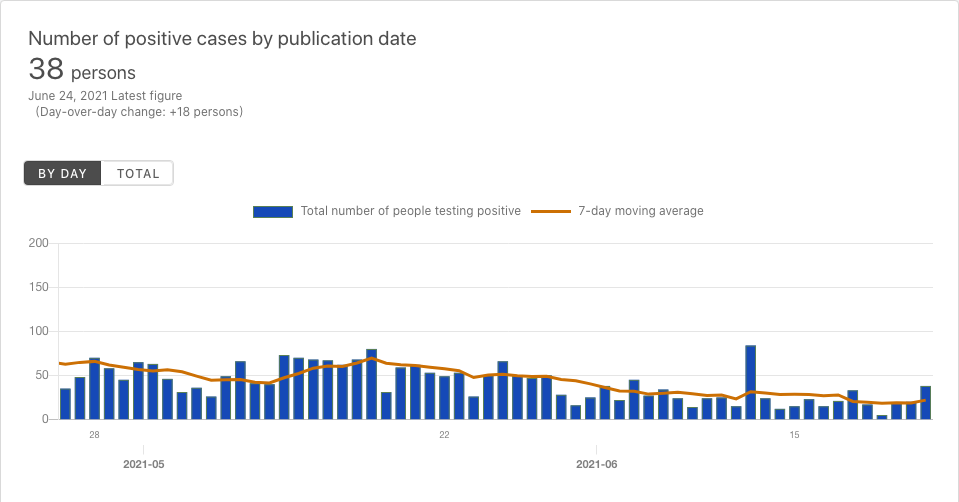 Number of positive cases by publication date
38 persons
June 24, 2021 Latest figure
(Day-over-day change: +18 persons)
BY DAY TOTAL
Total number of people testing positive 7-day moving average
200
150
100
50
0
28 22 15
2021-05 2021-06